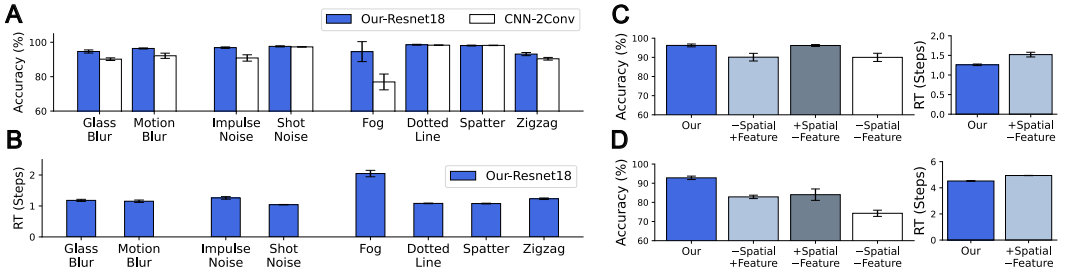 A
Our-Resnet18
CNN-2Conv
Accuracy (%)
100
80
60
Glass Blur
Motion Blur
Impulse Noise
Shot Noise
Fog
Dotted Line
Spatter
Zigzag
B
Our-Resnet18
RT (Steps)
2
1
0
Glass Blur
Motion Blur
Impulse Noise
Shot Noise
Fog
Dotted Line
Spatter
Zigzag
C
Accuracy (%)
100
90
80
70
60
Our
−Spatial
+Feature
+Spatial
−Feature
−Spatial
−Feature
RT (Steps)
2.0
1.5
1.0
0.5
0.0
Our
+Spatial
−Feature
D
Accuracy (%)
100
90
80
70
60
Our
−Spatial
+Feature
+Spatial
−Feature
−Spatial
−Feature
RT (Steps)
6
4
2
0
Our
+Spatial
−Feature